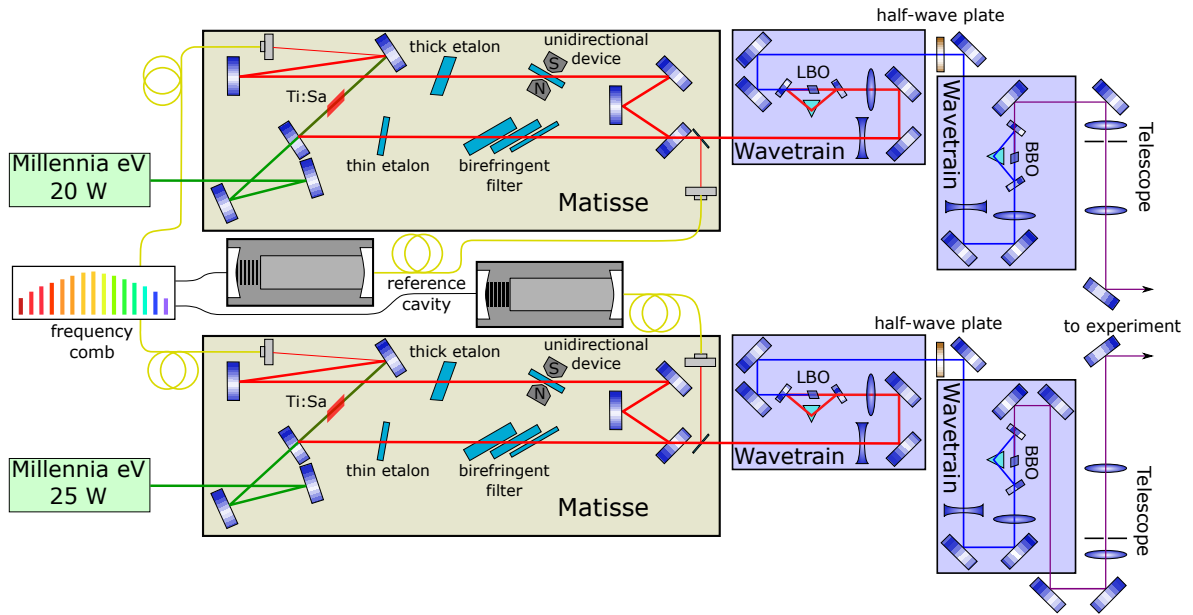 half-wave plate
thick etalon
unidirectional
device
S
N
LBO
Ti:Sa
Millennia eV
20 W
thin etalon
birefringent
filter
Matisse
Wavetrain
Wavetrain
BBO
Telescope
reference
cavity
frequency
comb
to experiment
half-wave plate
thick etalon
unidirectional
device
S
N
LBO
Ti:Sa
Millennia eV
25 W
thin etalon
birefringent
filter
Matisse
Wavetrain
Wavetrain
BBO
Telescope